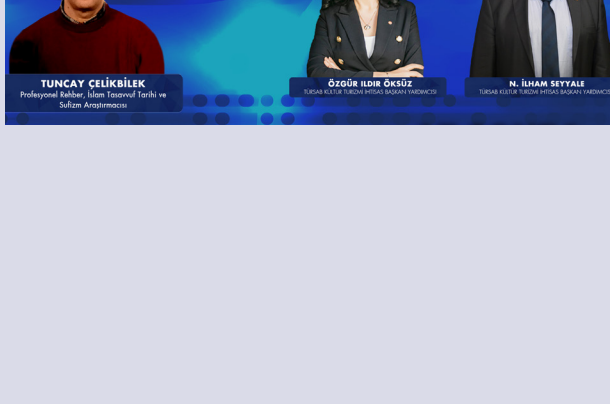 TUNCAY ÇELİKBİLEK
Profesyonel Rehber, İslam Tasavvuf Tarihi ve
Sufizm Araştırmacısı
ÖZGÜR ILDIR ÖKSÜZ
TÜRSAB KÜLTÜR TURİZMİ İHTİSAS BAŞKAN YARDIMCISI
N. İLHAM SEYYALE
TÜRSAB KÜLTÜR TURİZMİ İHTİSAS BAŞKAN YARDIMCIS